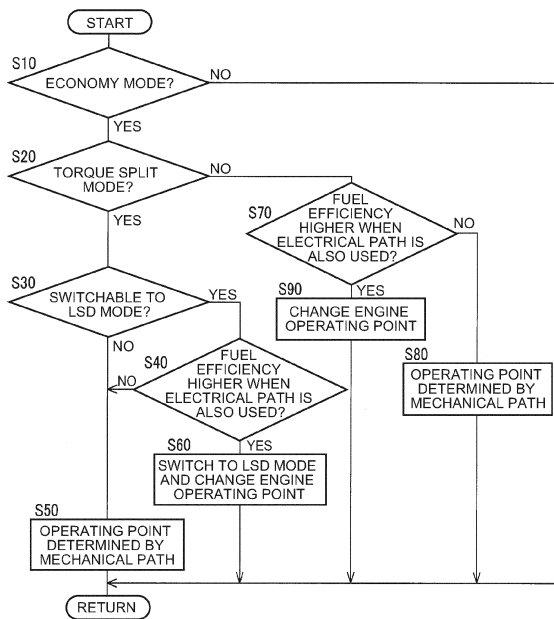 START
S10
ECONOMY MODE?
NO
YES
S20
TORQUE SPLIT
MODE?
NO
YES
S70
FUEL
EFFICIENCY
HIGHER WHEN
ELECTRICAL PATH IS
ALSO USED?
NO
YES
S30
SWITCHABLE TO
LSD MODE?
YES
NO
S90
CHANGE ENGINE
OPERATING POINT
S40
FUEL
EFFICIENCY
HIGHER WHEN
ELECTRICAL PATH IS
ALSO USED?
NO
YES
S80
OPERATING POINT
DETERMINED BY
MECHANICAL PATH
S60
SWITCH TO LSD MODE
AND CHANGE ENGINE
OPERATING POINT
S50
OPERATING POINT
DETERMINED BY
MECHANICAL PATH
RETURN